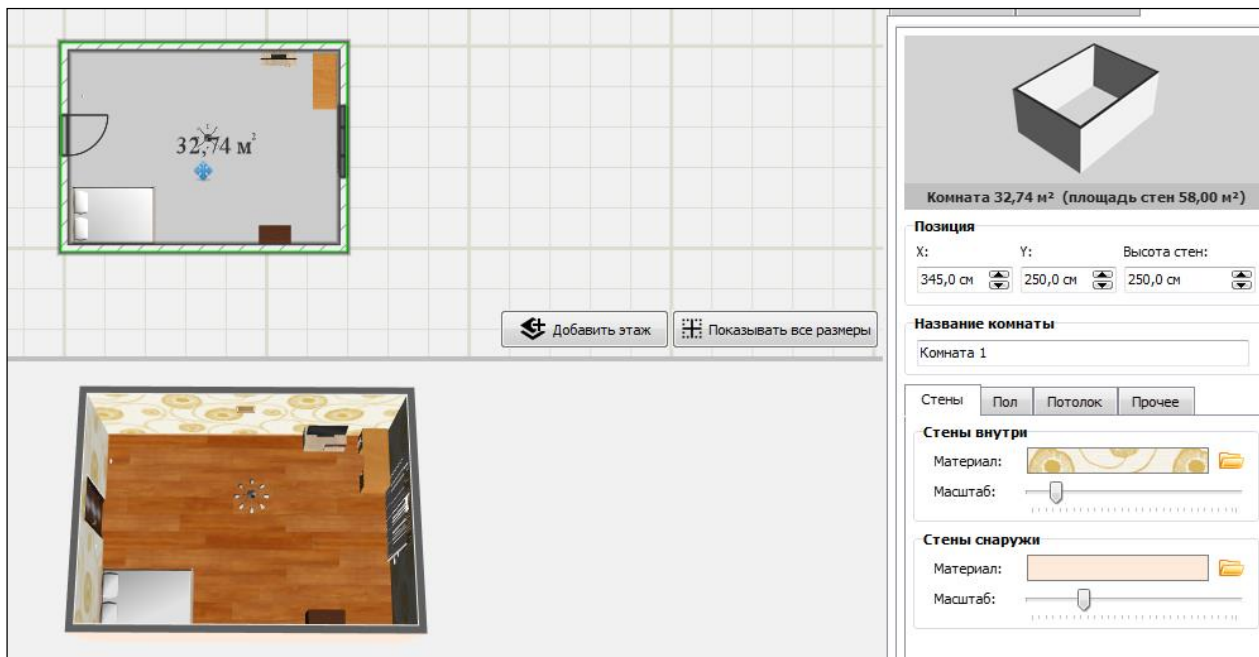 32,74 м²
Добавить этаж
Показывать все размеры
Комната 32,74 м² (площадь стен 58,00 м²)
Позиция
X: Y: Высота стен:
345,0 см 250,0 см 250,0 см
Название комнаты
Комната 1
Стены Пол Потолок Прочее
Стены внутри
Материал:
Масштаб:
Стены снаружи
Материал:
Масштаб: